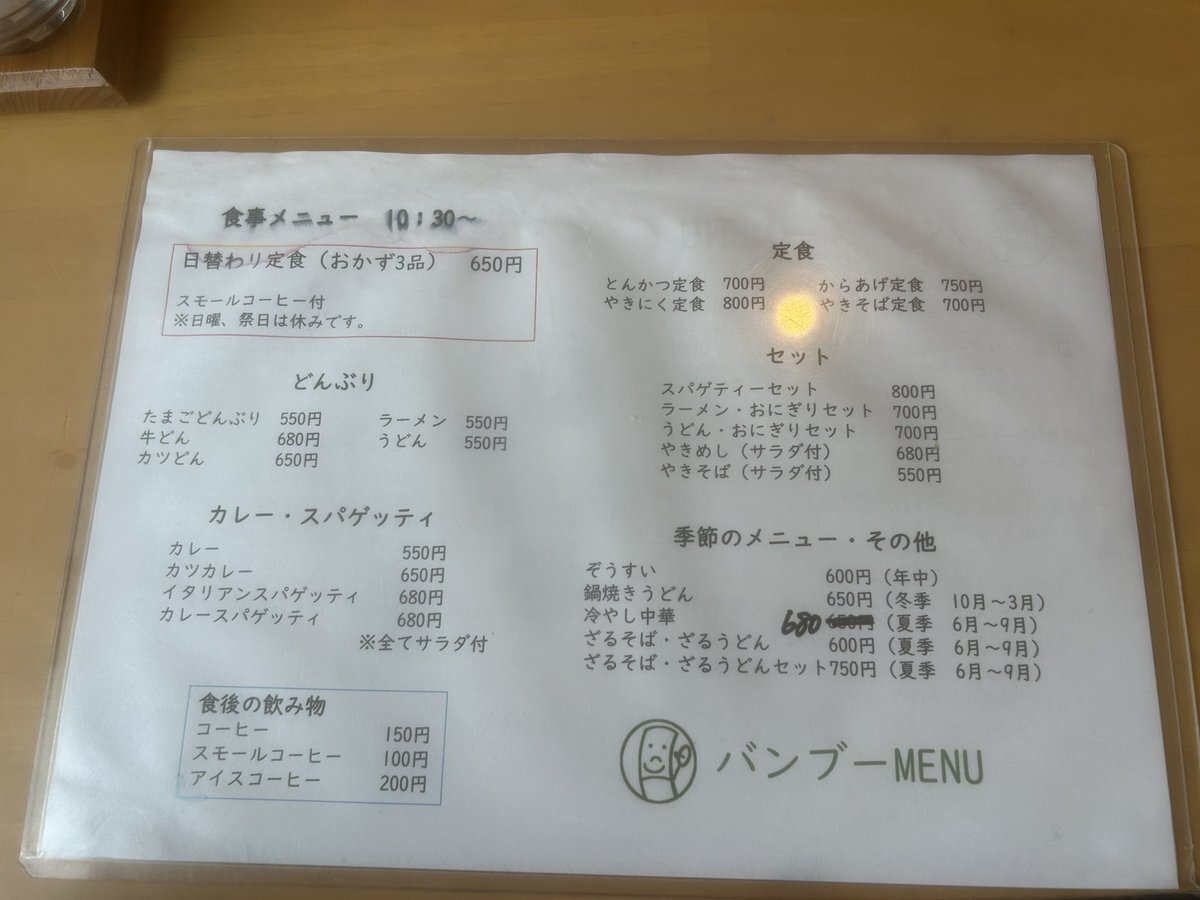 食事メニュー 10:30～
日替わり定食（おかず3品） 650円
スモールコーヒー付
※日曜、祭日は休みです。
どんぶり
たまごどんぶり 550円 ラーメン 550円
牛どん 680円 うどん 550円
カツどん 650円
カレー・スパゲッティ
カレー 550円
カツカレー 650円
イタリアンスパゲッティ 680円
カレースパゲッティ 680円
※全てサラダ付
食後の飲み物
コーヒー 150円
スモールコーヒー 100円
アイスコーヒー 200円
定食
とんかつ定食 700円 からあげ定食 750円
やきにく定食 800円 やきそば定食 700円
セット
スパゲティーセット 800円
ラーメン・おにぎりセット 700円
うどん・おにぎりセット 700円
やきめし（サラダ付） 680円
やきそば（サラダ付） 550円
季節のメニュー・その他
ぞうすい 600円（年中）
鍋焼きうどん 650円（冬季 10月～3月）
冷やし中華 680 650円（夏季 6月～9月）
ざるそば・ざるうどん 600円（夏季 6月～9月）
ざるそば・ざるうどんセット750円（夏季 6月～9月）
バンブーMENU